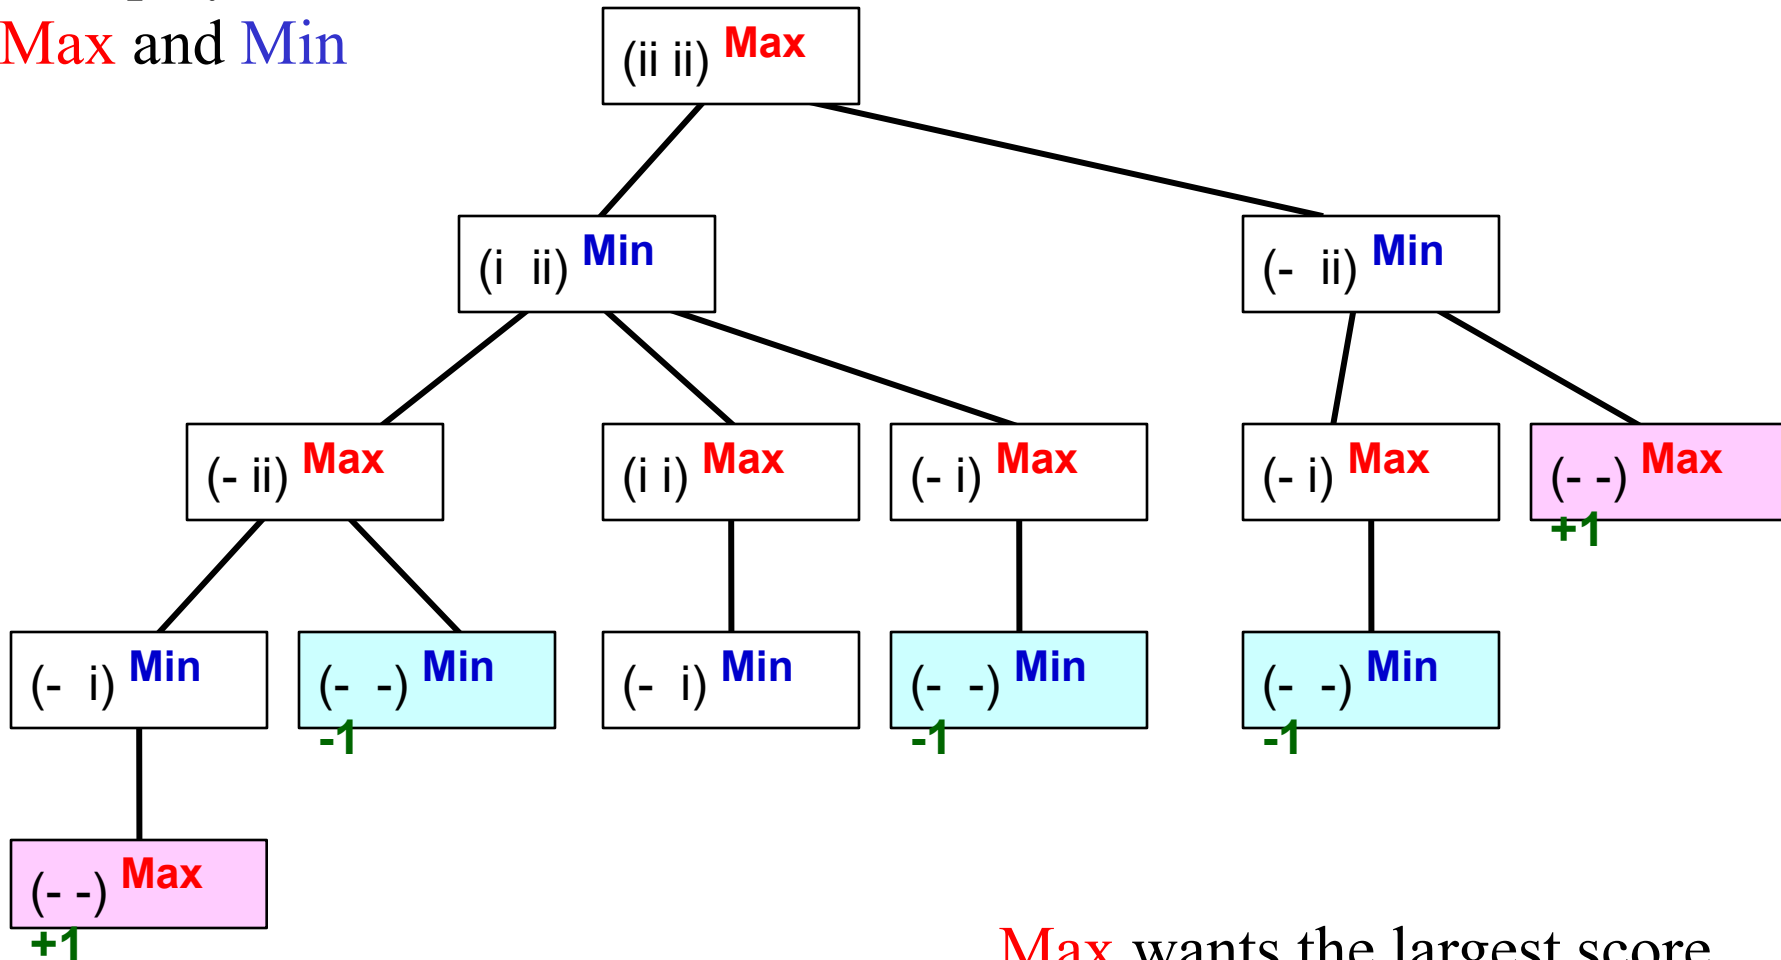 Max and Min
(ii ii) Max
(i ii) Min
(- ii) Min
(- ii) Max
(i i) Max
(- i) Max
(- i) Max
(- -) Max
+1
(- i) Min
(- -) Min
-1
(- i) Min
(- -) Min
-1
(- -) Min
-1
(- -) Max
+1
Max wants the largest score